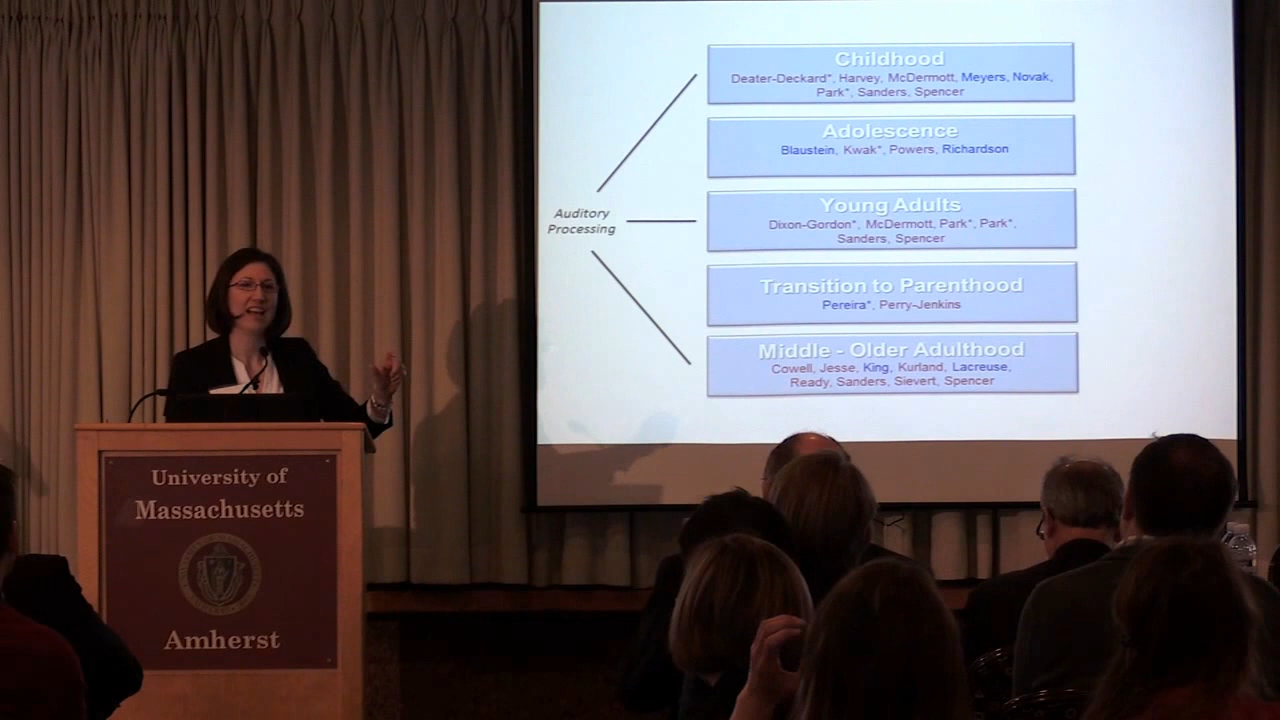 Childhood
Deater-Deckard*, Harvey, McDermott, Meyers, Novak,
Park*, Sanders, Spencer
Adolescence
Blaustein, Kwak*, Powers, Richardson
Auditory
Processing
Young Adults
Dixon-Gordon*, McDermott, Park*, Park*,
Sanders, Spencer
Transition to Parenthood
Pereira*, Perry-Jenkins
Middle - Older Adulthood
Cowell, Jesse, King, Kurland, Lacreuse,
Ready, Sanders, Sievert, Spencer
University of
Massachusetts
Amherst